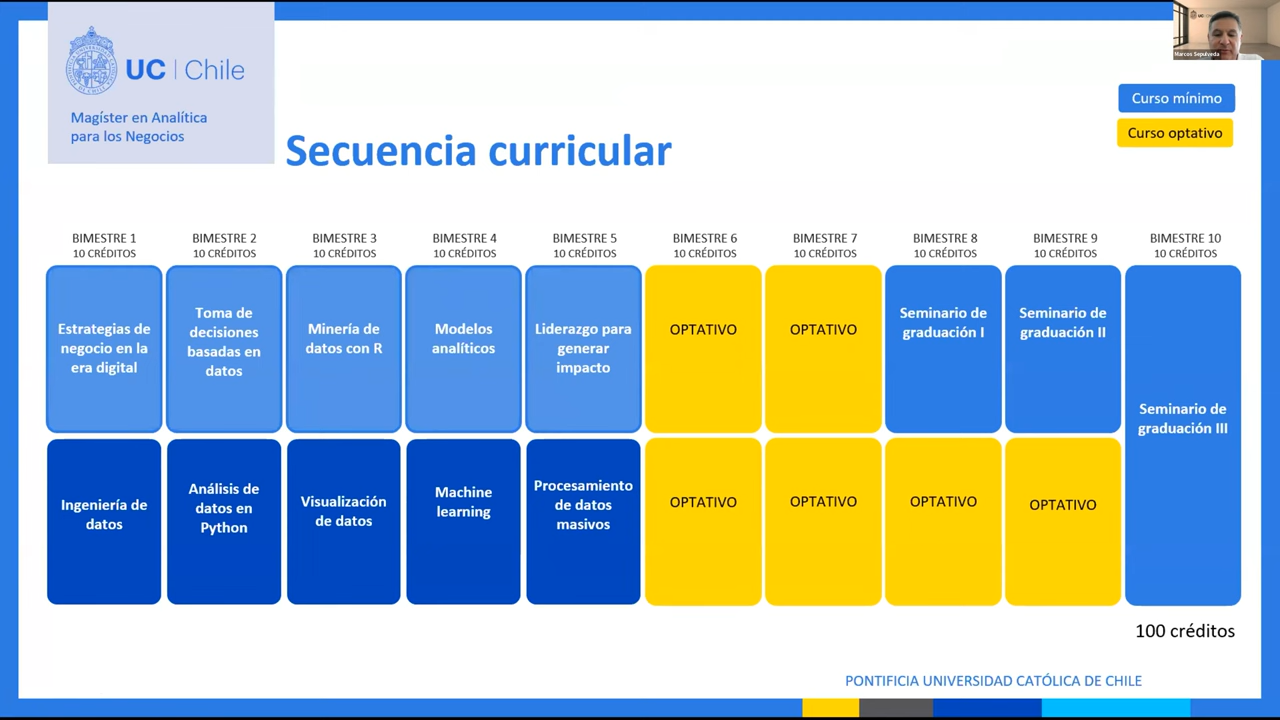 UC | Chile
Magíster en Analítica
para los Negocios
UC
Marcos Sepulveda
Curso mínimo
Curso optativo
Secuencia curricular
BIMESTRE 1
10 CRÉDITOS
BIMESTRE 2
10 CRÉDITOS
BIMESTRE 3
10 CRÉDITOS
BIMESTRE 4
10 CRÉDITOS
BIMESTRE 5
10 CRÉDITOS
BIMESTRE 6
10 CRÉDITOS
BIMESTRE 7
10 CRÉDITOS
BIMESTRE 8
10 CRÉDITOS
BIMESTRE 9
10 CRÉDITOS
BIMESTRE 10
10 CRÉDITOS
Estrategias de
negocio en la
era digital
Toma de
decisiones
basadas en
datos
Minería de
datos con R
Modelos
analíticos
Liderazgo para
generar
impacto
OPTATIVO
OPTATIVO
Seminario de
graduación I
Seminario de
graduación II
Seminario de
graduación III
Ingeniería de
datos
Análisis de
datos en
Python
Visualización
de datos
Machine
learning
Procesamiento
de datos
masivos
OPTATIVO
OPTATIVO
OPTATIVO
OPTATIVO
100 créditos
PONTIFICIA UNIVERSIDAD CATÓLICA DE CHILE